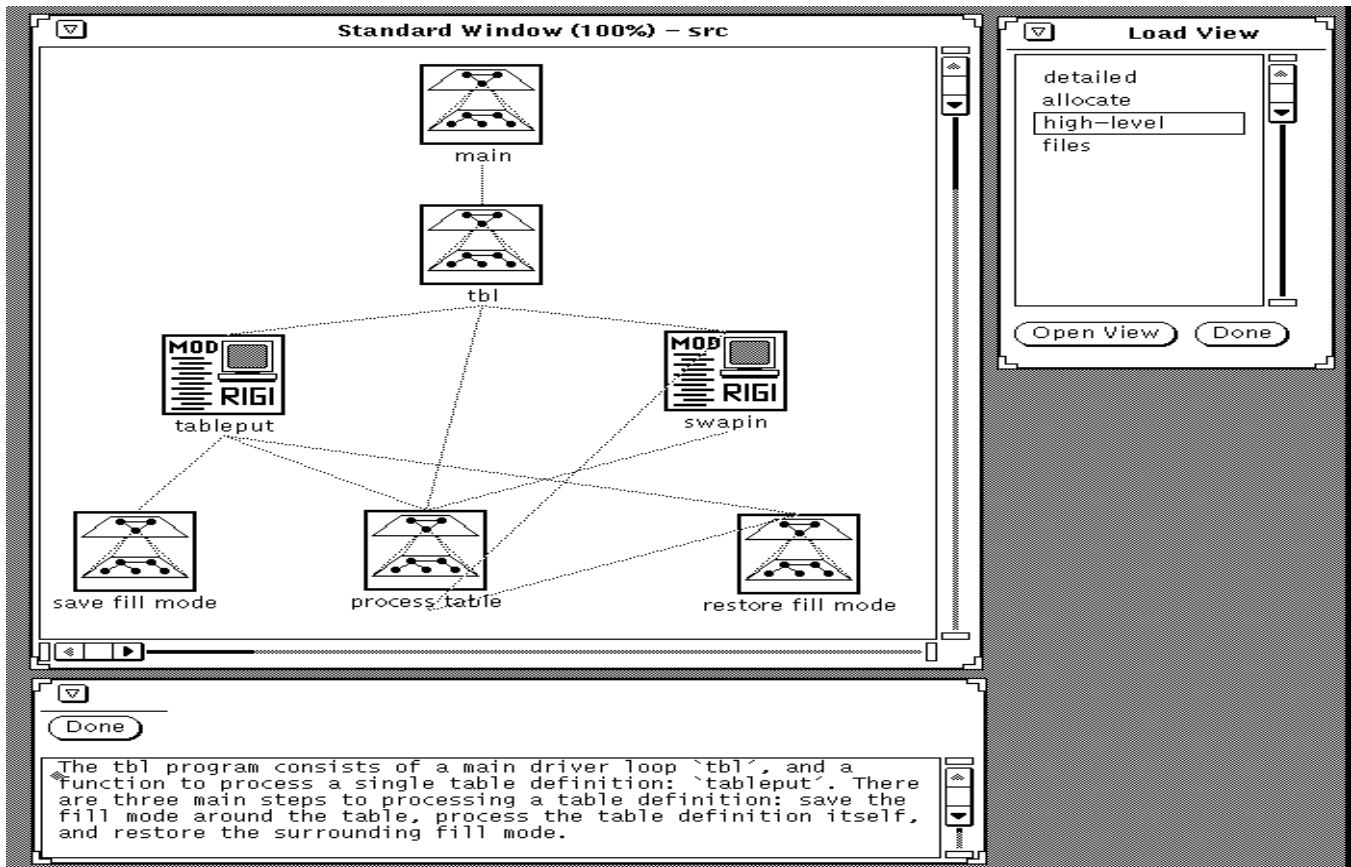 Standard Window (100%) – src
main
tbl
MOD
RIGI
tableput
MOD
RIGI
swapin
save fill mode
process table
restore fill mode
Load View
detailed
allocate
high–level
files
Open View
Done
Done
The tbl program consists of a main driver loop `tbl´, and a
function to process a single table definition: `tableput´. There
are three main steps to processing a table definition: save the
fill mode around the table, process the table definition itself,
and restore the surrounding fill mode.